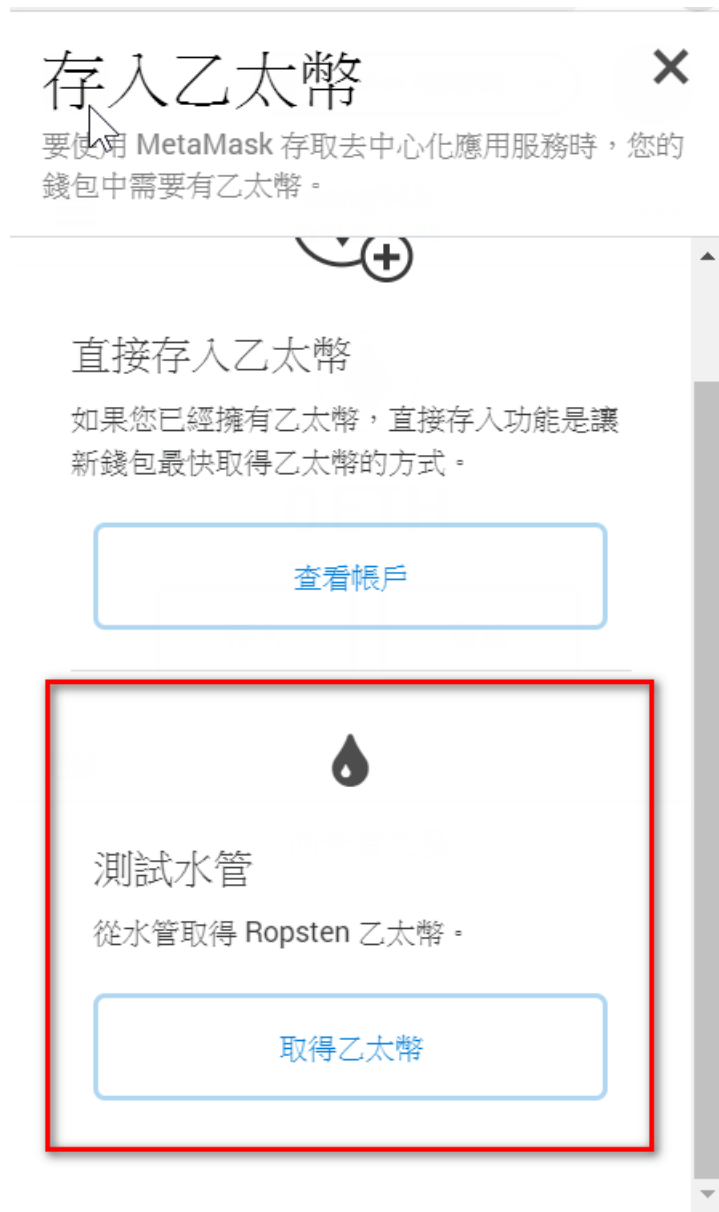 存入乙太幣
要使用 MetaMask 存取去中心化應用服務時，您的
錢包中需要有乙太幣。
直接存入乙太幣
如果您已經擁有乙太幣，直接存入功能是讓
新錢包最快取得乙太幣的方式。
查看帳戶
測試水管
從水管取得 Ropsten 乙太幣。
取得乙太幣